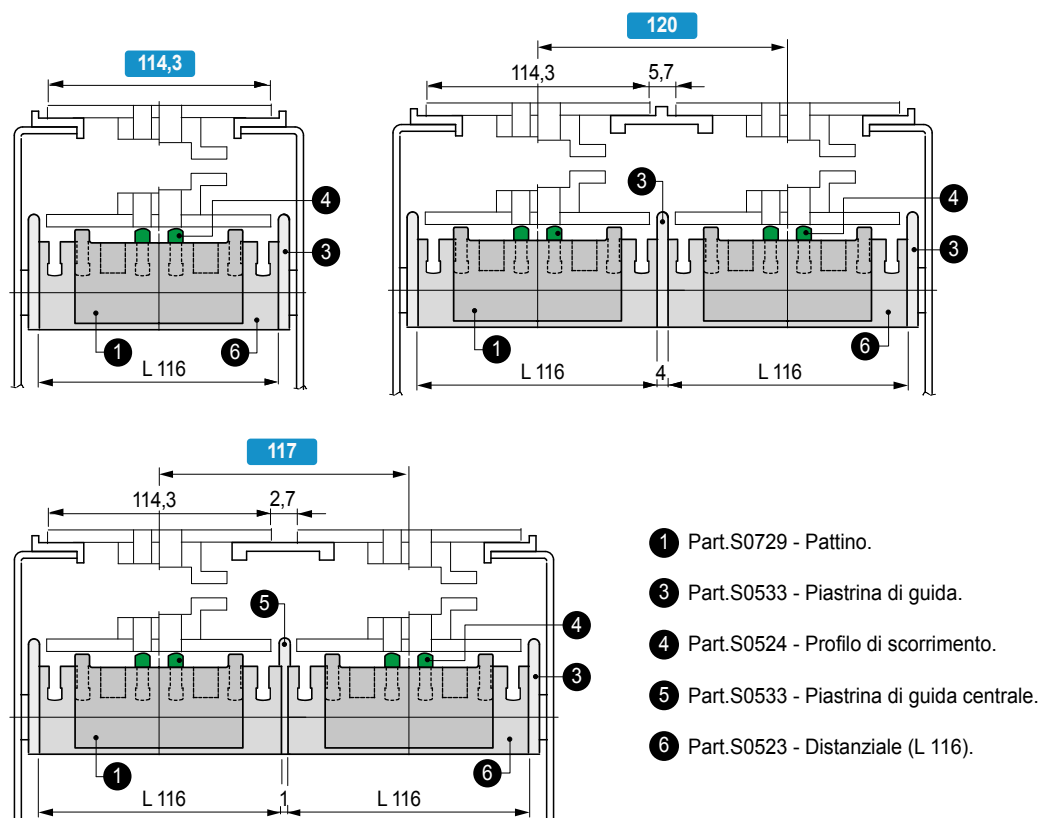 114,3
4
3
1
6
L 116
120
114,3
5,7
3
4
3
1
6
L 116
4
L 116
117
114,3
2,7
5
4
3
1
6
L 116
1
L 116
1 Part.S0729 - Pattino.
3 Part.S0533 - Piastrina di guida.
4 Part.S0524 - Profilo di scorrimento.
5 Part.S0533 - Piastrina di guida centrale.
6 Part.S0523 - Distanziale (L 116).